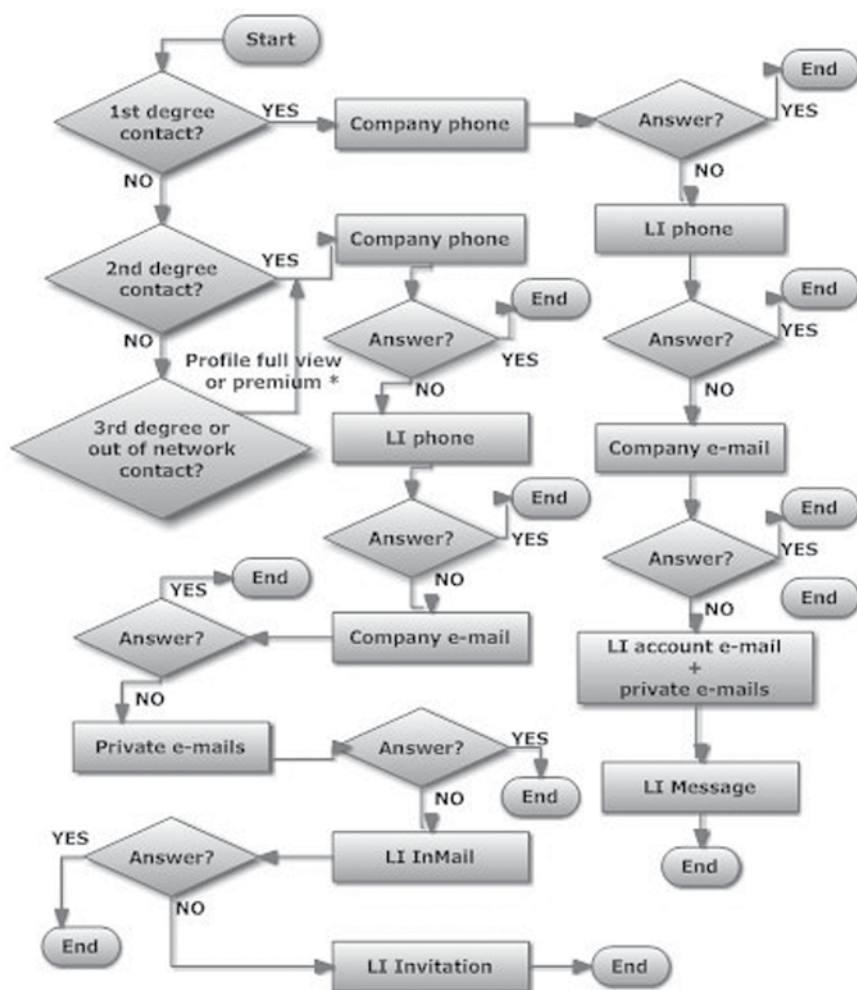 Start
1st degree
contact?
YES
Company phone
Answer?
End
YES
NO
NO
LI phone
2nd degree
contact?
YES
Company phone
End
Answer?
YES
NO
End
Answer?
YES
NO
Profile full view
or premium *
NO
3rd degree or
out of network
contact?
LI phone
Company e-mail
End
Answer?
YES
NO
End
Answer?
YES
NO
End
YES
End
Answer?
NO
Company e-mail
LI account e-mail
+
private e-mails
Private e-mails
Answer?
YES
End
NO
LI Message
End
YES
Answer?
NO
LI InMail
End
LI Invitation
End